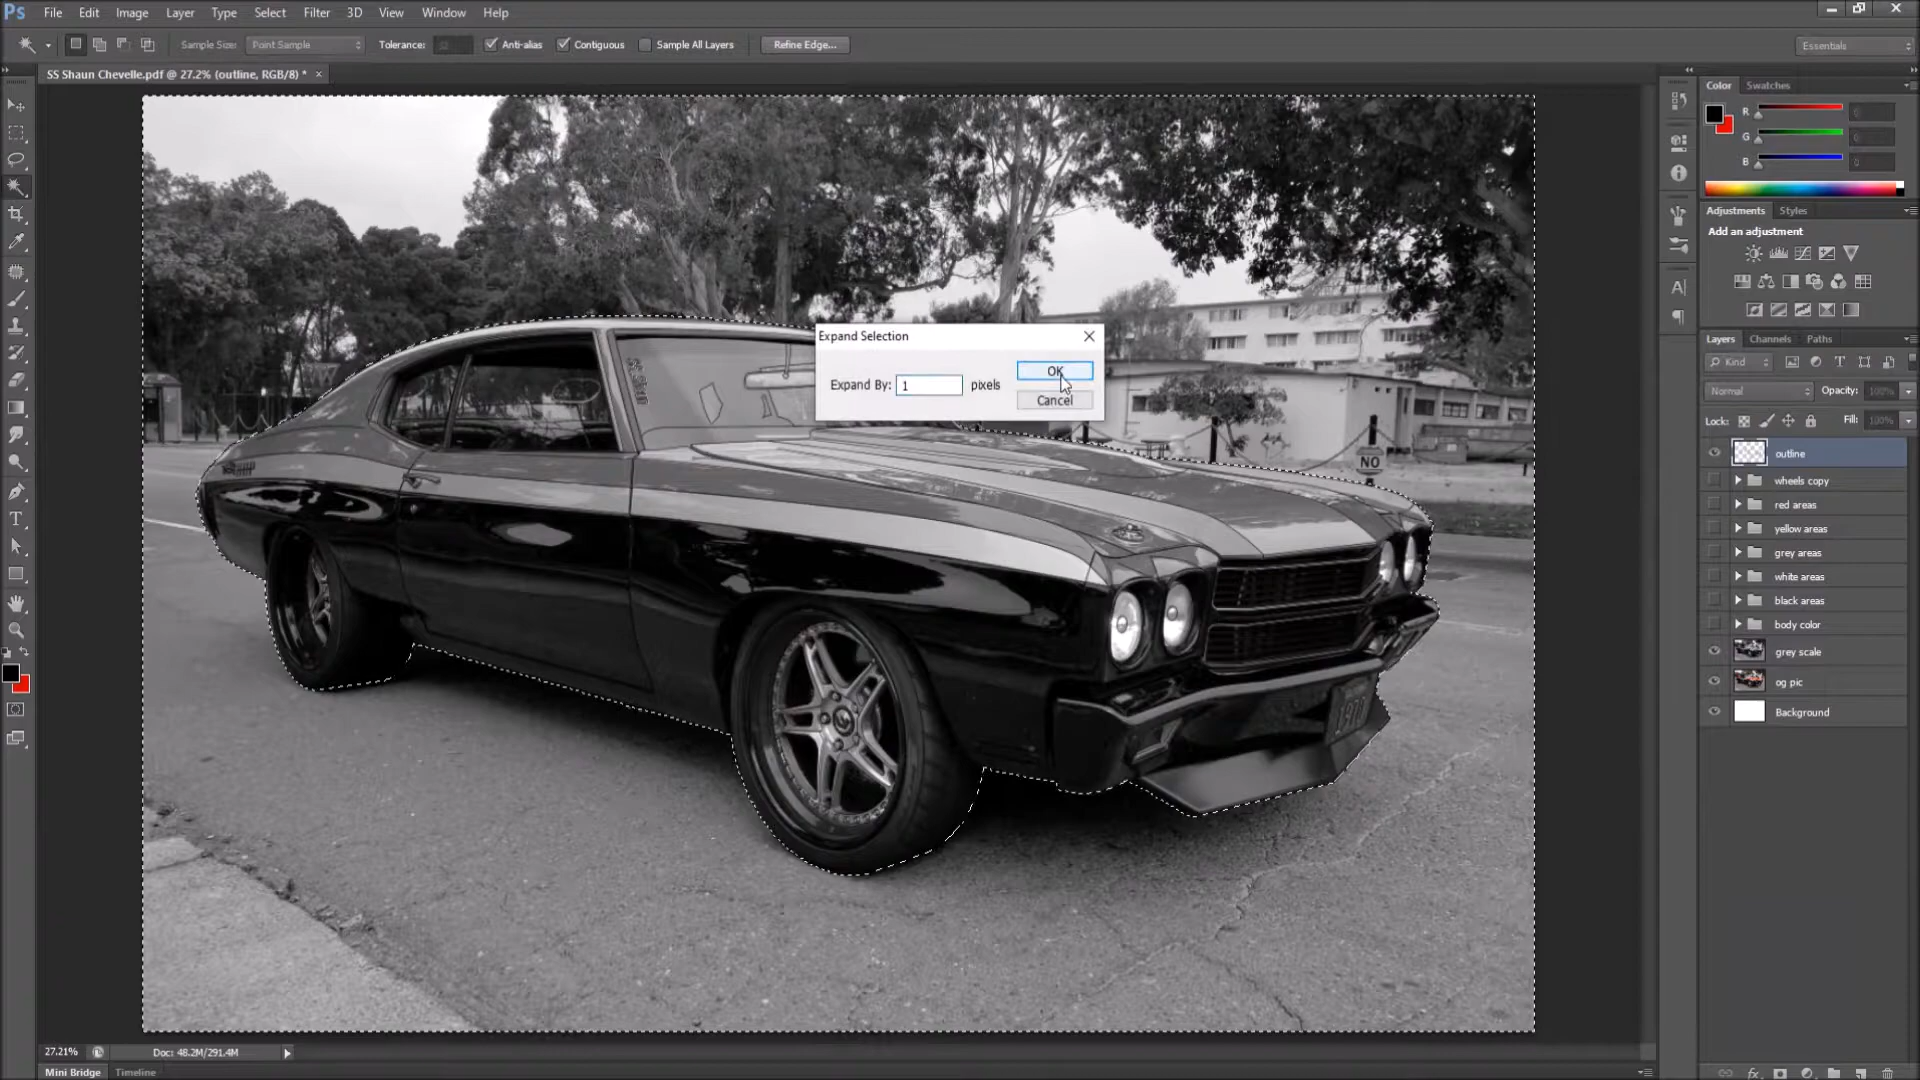 Ps File Edit Image Layer Type Select Filter 3D View Window Help
Sample Size: Point Sample Tolerance: Anti-alias Contiguous Sample All Layers Refine Edge... Essentials
SS Shaun Chevelle.pdf @ 27.2% (outline, RGB/8) * ×
Color Swatches
R
G
B
Adjustments Styles
Add an adjustment
Layers Channels Paths
Kind
Normal Opacity: 100%
Lock: Fill: 100%
outline
wheels copy
red areas
yellow areas
grey areas
white areas
black areas
body color
grey scale
og pic
Background
Expand Selection
Expand By: 1 pixels
OK
Cancel
NO
27.21% Doc: 48.2M/291.4M
Mini Bridge Timeline